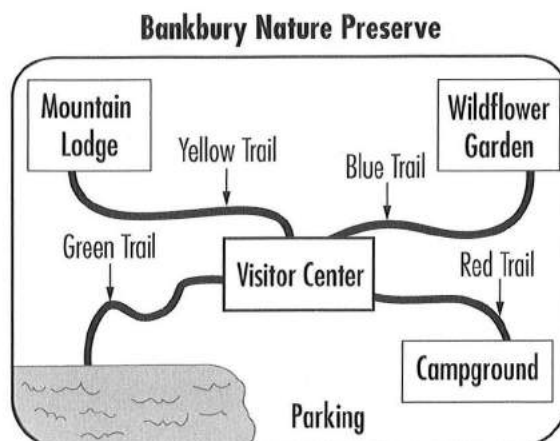 Bankbury Nature Preserve
Mountain
Lodge
Wildflower
Garden
Yellow Trail
Blue Trail
Green Trail
Visitor Center
Red Trail
Campground
Parking